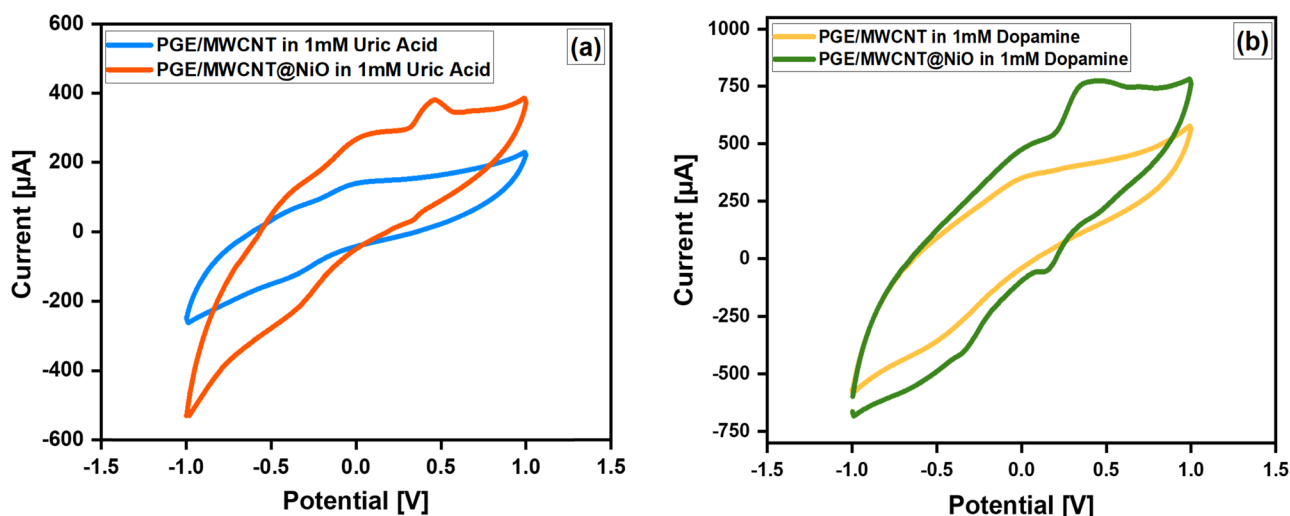 600
400
200
0
-200
-400
-600
-1.5 -1.0 -0.5 0.0 0.5 1.0 1.5
Current [µA]
Potential [V]
PGE/MWCNT in 1mM Uric Acid
PGE/MWCNT@NiO in 1mM Uric Acid
(a)
1000
750
500
250
0
-250
-500
-750
-1.5 -1.0 -0.5 0.0 0.5 1.0 1.5
Current [µA]
Potential [V]
PGE/MWCNT in 1mM Dopamine
PGE/MWCNT@NiO in 1mM Dopamine
(b)